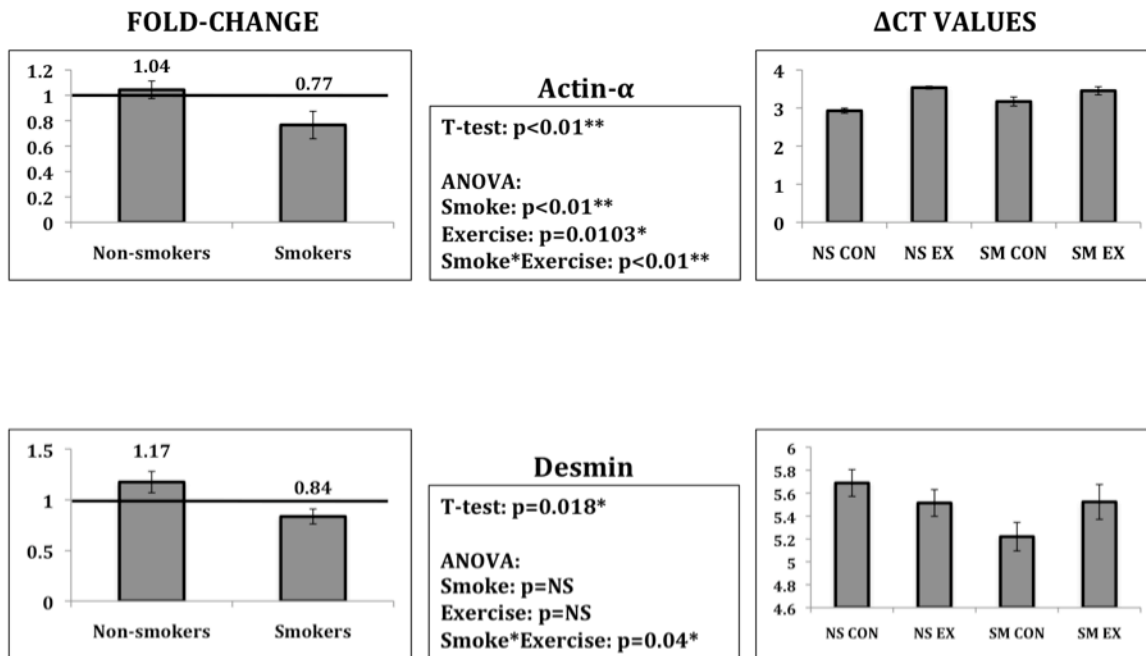 FOLD-CHANGE
ΔCT VALUES
1.2
1
0.8
0.6
0.4
0.2
0
1.04
0.77
Non-smokers
Smokers
Actin-α
T-test: p<0.01**
ANOVA:
Smoke: p<0.01**
Exercise: p=0.0103*
Smoke*Exercise: p<0.01**
4
3
2
1
0
NS CON
NS EX
SM CON
SM EX
1.5
1
0.5
0
1.17
0.84
Non-smokers
Smokers
Desmin
T-test: p=0.018*
ANOVA:
Smoke: p=NS
Exercise: p=NS
Smoke*Exercise: p=0.04*
6
5.8
5.6
5.4
5.2
5
4.8
4.6
NS CON
NS EX
SM CON
SM EX